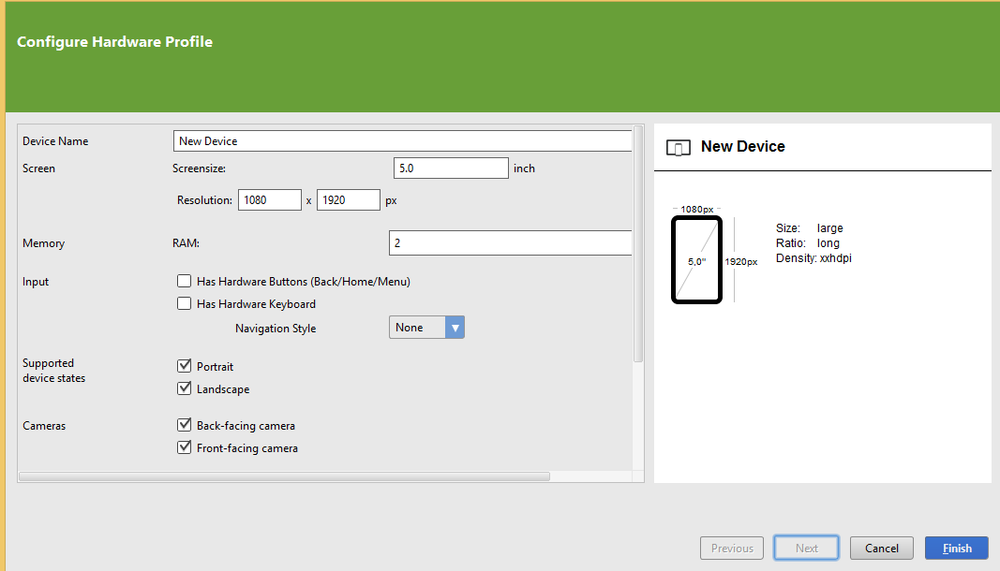 Configure Hardware Profile
Device Name New Device
Screen Screensize: 5.0 inch
Resolution: 1080 x 1920 px
Memory RAM: 2
Input Has Hardware Buttons (Back/Home/Menu)
Has Hardware Keyboard
Navigation Style None
Supported
device states
Portrait
Landscape
Cameras Back-facing camera
Front-facing camera
New Device
1080px
5,0"
1920px
Size: large
Ratio: long
Density: xxhdpi
Previous Next Cancel Finish